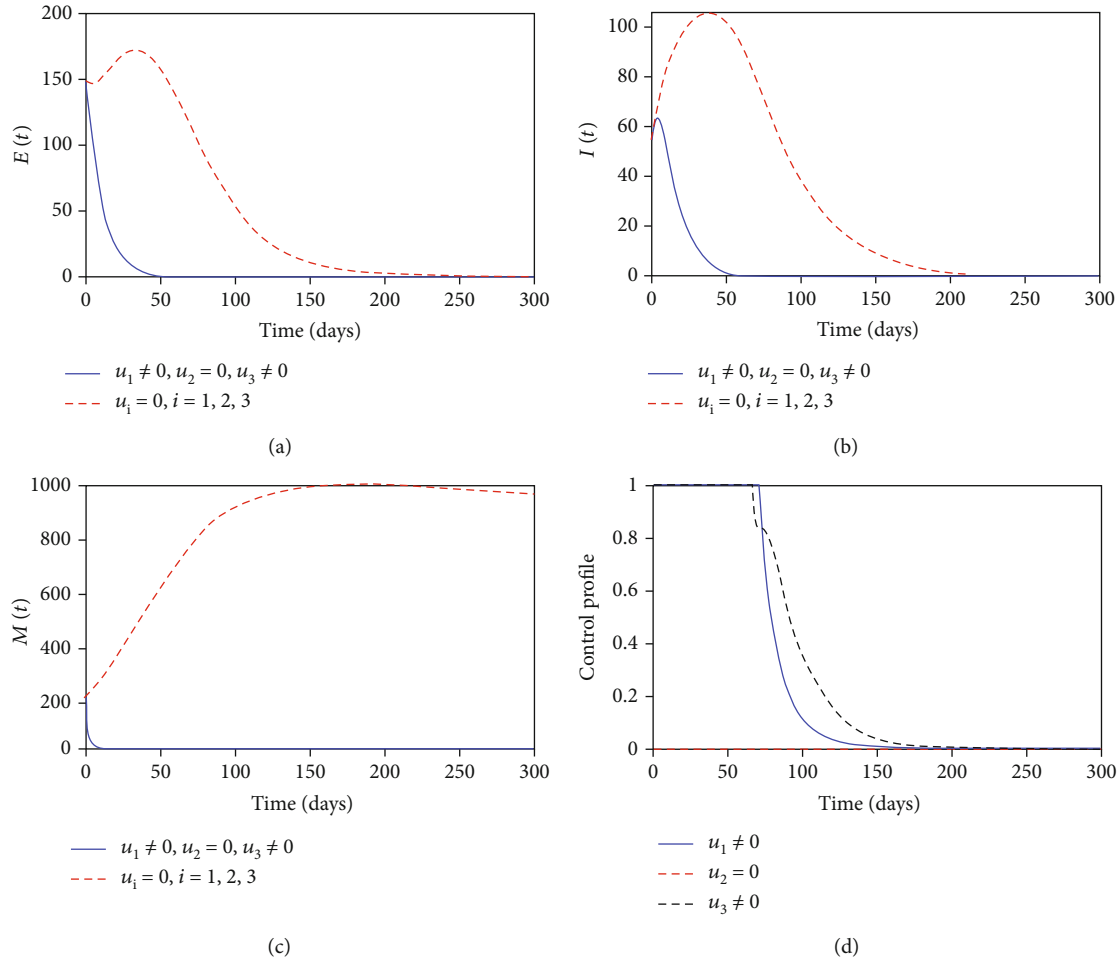 200
150
100
50
0
E (t)
0 50 100 150 200 250 300
Time (days)
u1 ≠ 0, u2 = 0, u3 ≠ 0
ui = 0, i = 1, 2, 3
(a)
100
80
60
40
20
0
I (t)
0 50 100 150 200 250 300
Time (days)
u1 ≠ 0, u2 = 0, u3 ≠ 0
ui = 0, i = 1, 2, 3
(b)
1000
800
600
400
200
0
M (t)
0 50 100 150 200 250 300
Time (days)
u1 ≠ 0, u2 = 0, u3 ≠ 0
ui = 0, i = 1, 2, 3
(c)
1
0.8
0.6
0.4
0.2
0
Control profile
0 50 100 150 200 250 300
Time (days)
u1 ≠ 0
u2 = 0
u3 ≠ 0
(d)